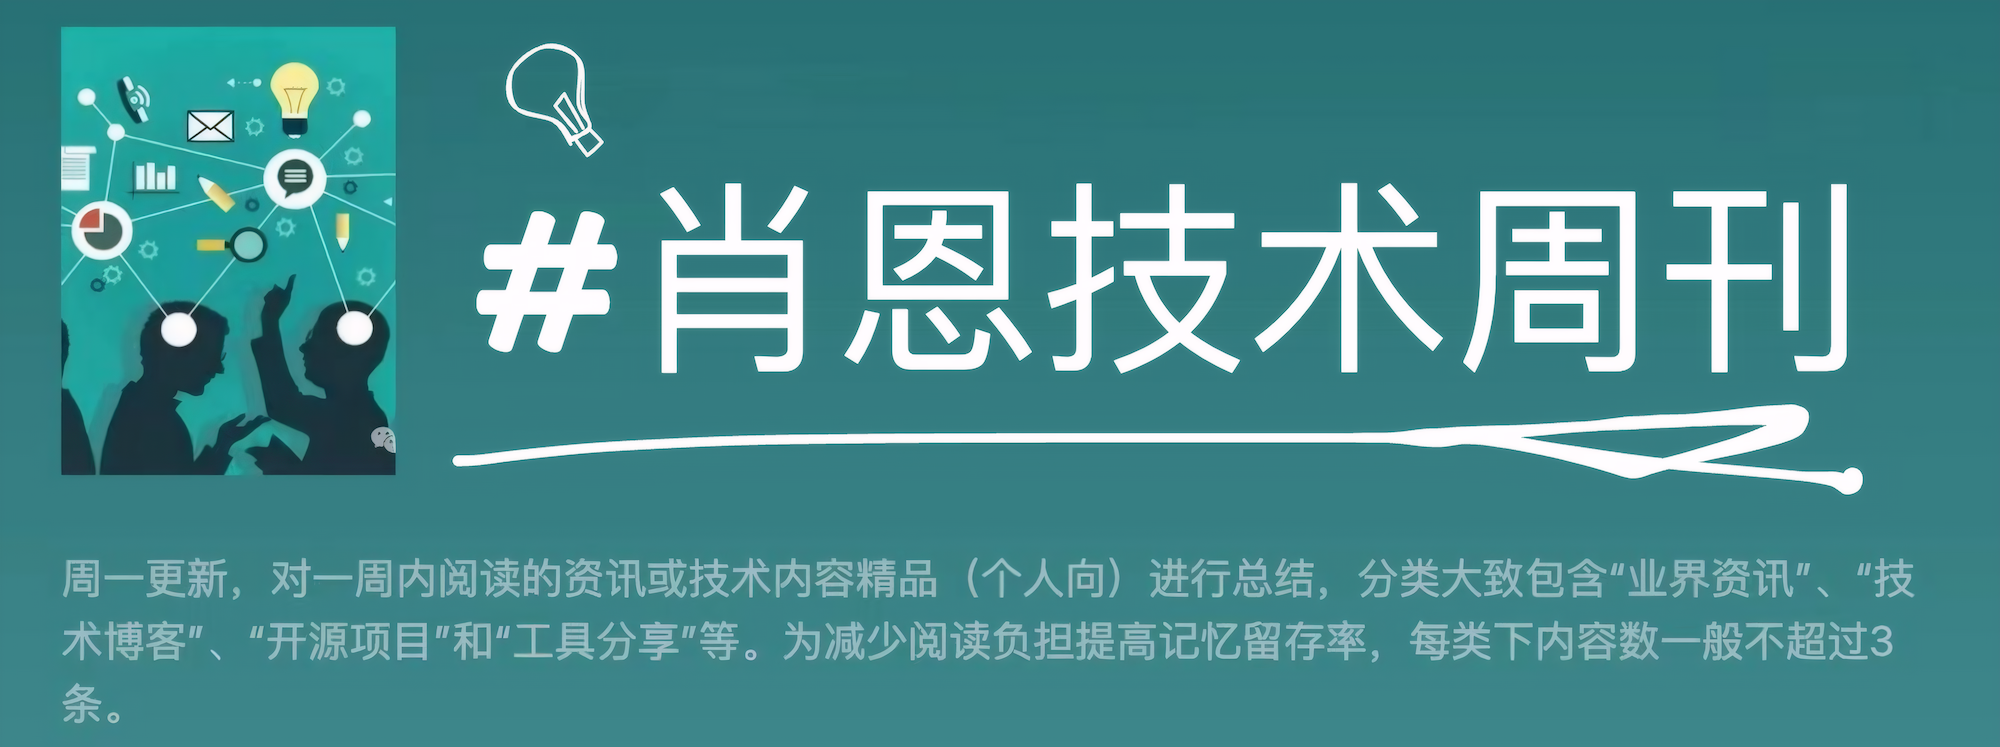 #肖恩技术周刊
周一更新，对一周内阅读的资讯或技术内容精品（个人向）进行总结，分类大致包含“业界资讯”、“技
术博客”、“开源项目”和“工具分享”等。为减少阅读负担提高记忆留存率，每类下内容数一般不超过3
条。